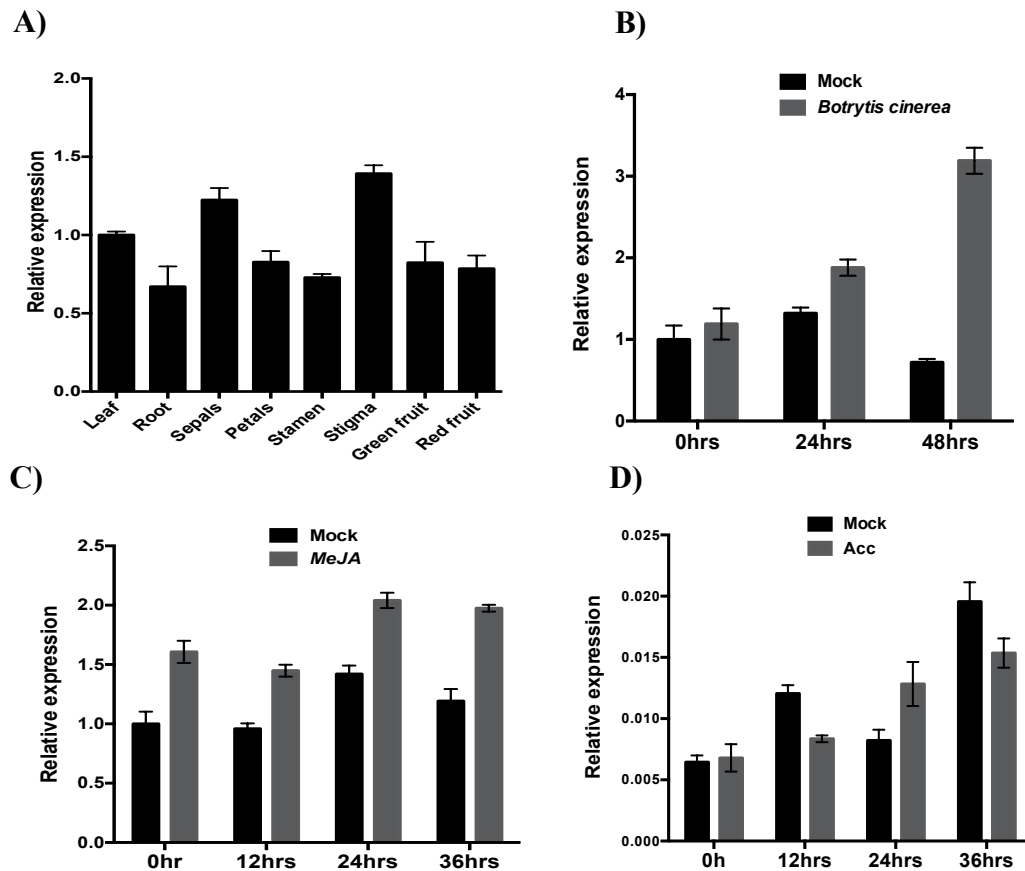 A)
Relative expression
2.0
1.5
1.0
0.5
0.0
Leaf
Root
Sepals
Petals
Stamen
Stigma
Green fruit
Red fruit
B)
Mock
Botrytis cinerea
Relative expression
4
3
2
1
0
0hrs
24hrs
48hrs
C)
Mock
MeJA
Relative expression
2.5
2.0
1.5
1.0
0.5
0.0
0hr
12hrs
24hrs
36hrs
D)
Mock
Acc
Relative expression
0.025
0.020
0.015
0.010
0.005
0.000
0h
12hrs
24hrs
36hrs